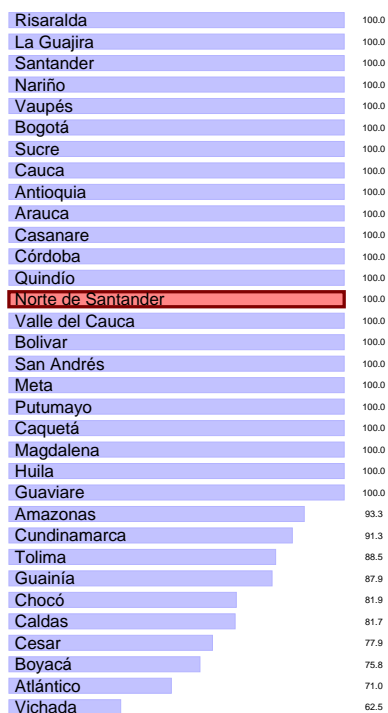 Risaralda 100.0
La Guajira 100.0
Santander 100.0
Nariño 100.0
Vaupés 100.0
Bogotá 100.0
Sucre 100.0
Cauca 100.0
Antioquia 100.0
Arauca 100.0
Casanare 100.0
Córdoba 100.0
Quindío 100.0
Norte de Santander 100.0
Valle del Cauca 100.0
Bolivar 100.0
San Andrés 100.0
Meta 100.0
Putumayo 100.0
Caquetá 100.0
Magdalena 100.0
Huila 100.0
Guaviare 100.0
Amazonas 93.3
Cundinamarca 91.3
Tolima 88.5
Guainía 87.9
Chocó 81.9
Caldas 81.7
Cesar 77.9
Boyacá 75.8
Atlántico 71.0
Vichada 62.5